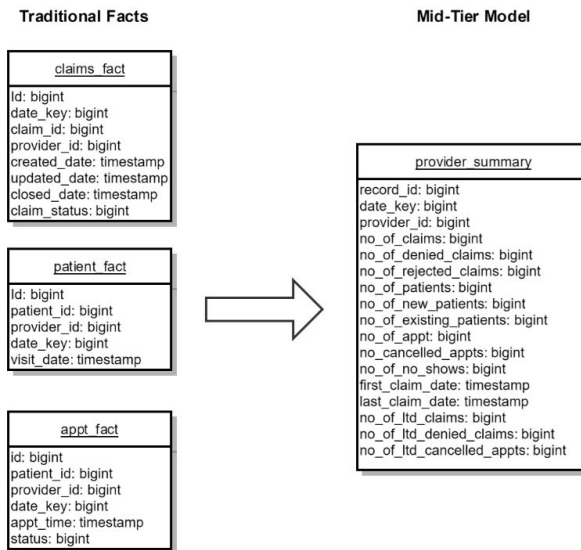 Traditional Facts
Mid-Tier Model
claims_fact
Id: bigint
date_key: bigint
claim_id: bigint
provider_id: bigint
created_date: timestamp
updated_date: timestamp
closed_date: timestamp
claim_status: bigint
patient_fact
Id: bigint
patient_id: bigint
provider_id: bigint
date_key: bigint
visit_date: timestamp
appt_fact
id: bigint
patient_id: bigint
provider_id: bigint
date_key: bigint
appt_time: timestamp
status: bigint
provider_summary
record_id: bigint
date_key: bigint
provider_id: bigint
no_of_claims: bigint
no_of_denied_claims: bigint
no_of_rejected_claims: bigint
no_of_patients: bigint
no_of_new_patients: bigint
no_of_existing_patients: bigint
no_of_appt: bigint
no_cancelled_appts: bigint
no_of_no_shows: bigint
first_claim_date: timestamp
last_claim_date: timestamp
no_of_ltd_claims: bigint
no_of_ltd_denied_claims: bigint
no_of_ltd_cancelled_appts: bigint